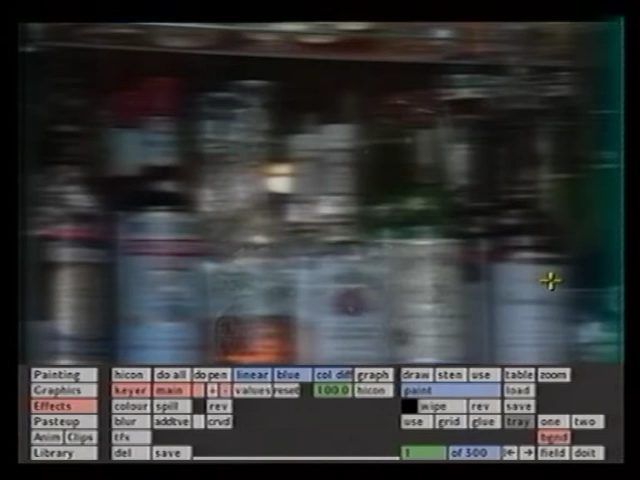 Painting hicon do all do pen linear blue col diff graph draw sten use table zoom
Graphics keyer main + - values reset 100.0 hicon paint load
Effects colour spill rev wipe rev save
Pasteup blur addtve crvd use grid glue tray one two
Anim Clips tfx bgnd
Library del save 1 of 500 |← → field doit